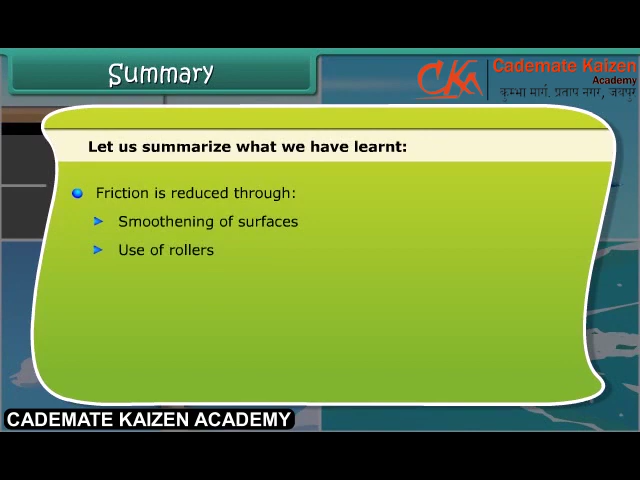 Summary
CKA
Cademate Kaizen
Academy
कुम्भा मार्ग, प्रताप नगर, जयपुर
Let us summarize what we have learnt:
Friction is reduced through:
Smoothening of surfaces
Use of rollers
CADEMATE KAIZEN ACADEMY